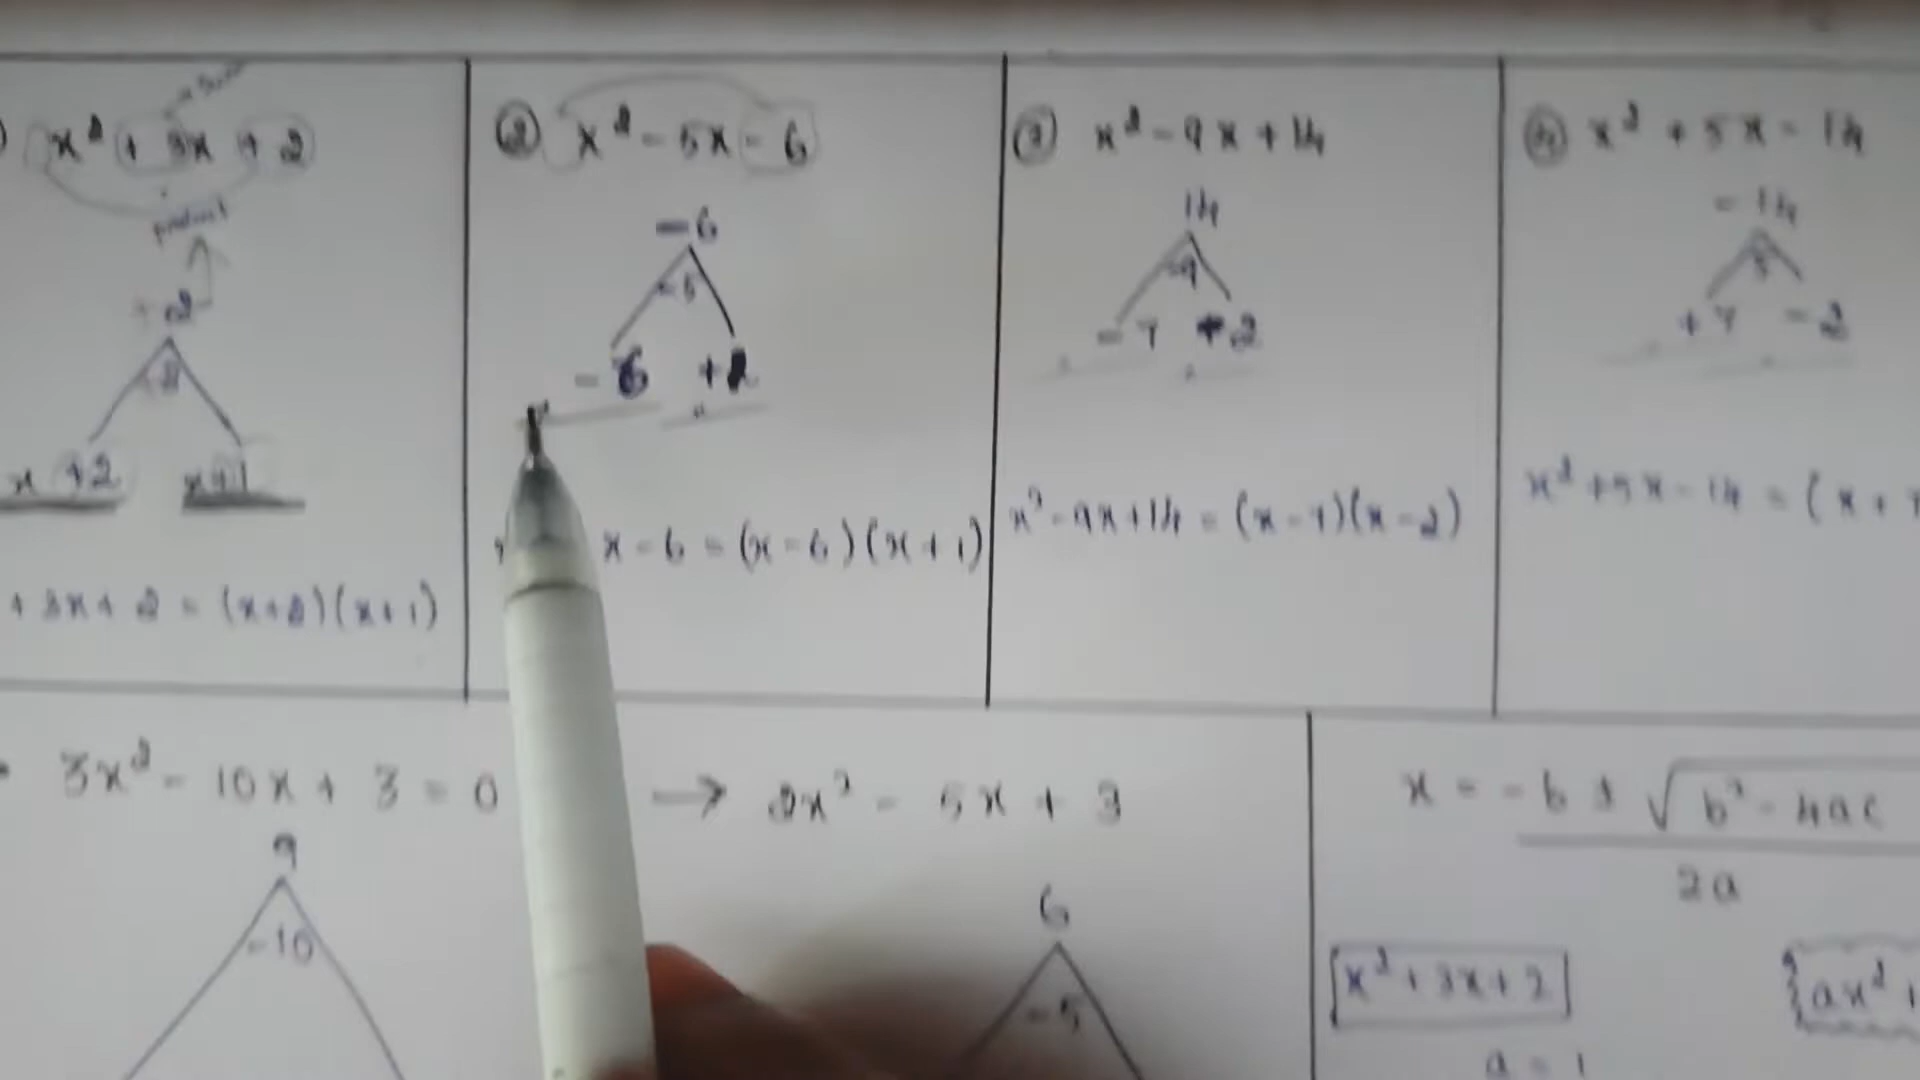 x² + 3x + 2
product
+2
x +2 x+1
+ 3x + 2 = (x+2)(x+1)
② x² - 5x - 6
-6
-5
-6 +1
x - 6 = (x-6)(x+1)
③ x² - 9x + 14
14
-9
-7 2
x² - 9x + 14 = (x-7)(x-2)
④ x² + 5x - 14
-14
5
+7 -2
x² + 5x - 14 = (x + 7
3x² - 10x + 3 = 0
9
-10
→ 2x² - 5x + 3
6
-5
x = -b ± √b² - 4ac
2a
x² + 3x + 2
ax² +
a = 1